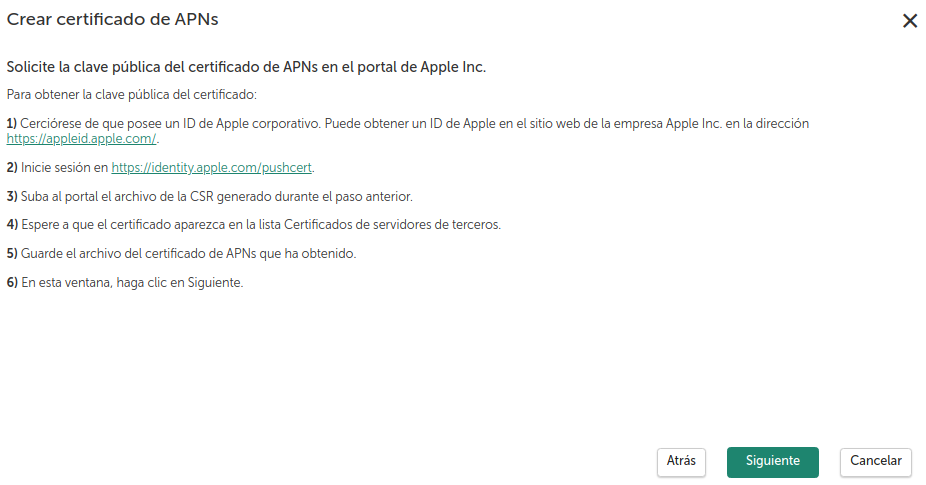 Crear certificado de APNs
Solicite la clave pública del certificado de APNs en el portal de Apple Inc.
Para obtener la clave pública del certificado:
1) Cerciórese de que posee un ID de Apple corporativo. Puede obtener un ID de Apple en el sitio web de la empresa Apple Inc. en la dirección
https://appleid.apple.com/.
2) Inicie sesión en https://identity.apple.com/pushcert.
3) Suba al portal el archivo de la CSR generado durante el paso anterior.
4) Espere a que el certificado aparezca en la lista Certificados de servidores de terceros.
5) Guarde el archivo del certificado de APNs que ha obtenido.
6) En esta ventana, haga clic en Siguiente.
Atrás
Siguiente
Cancelar